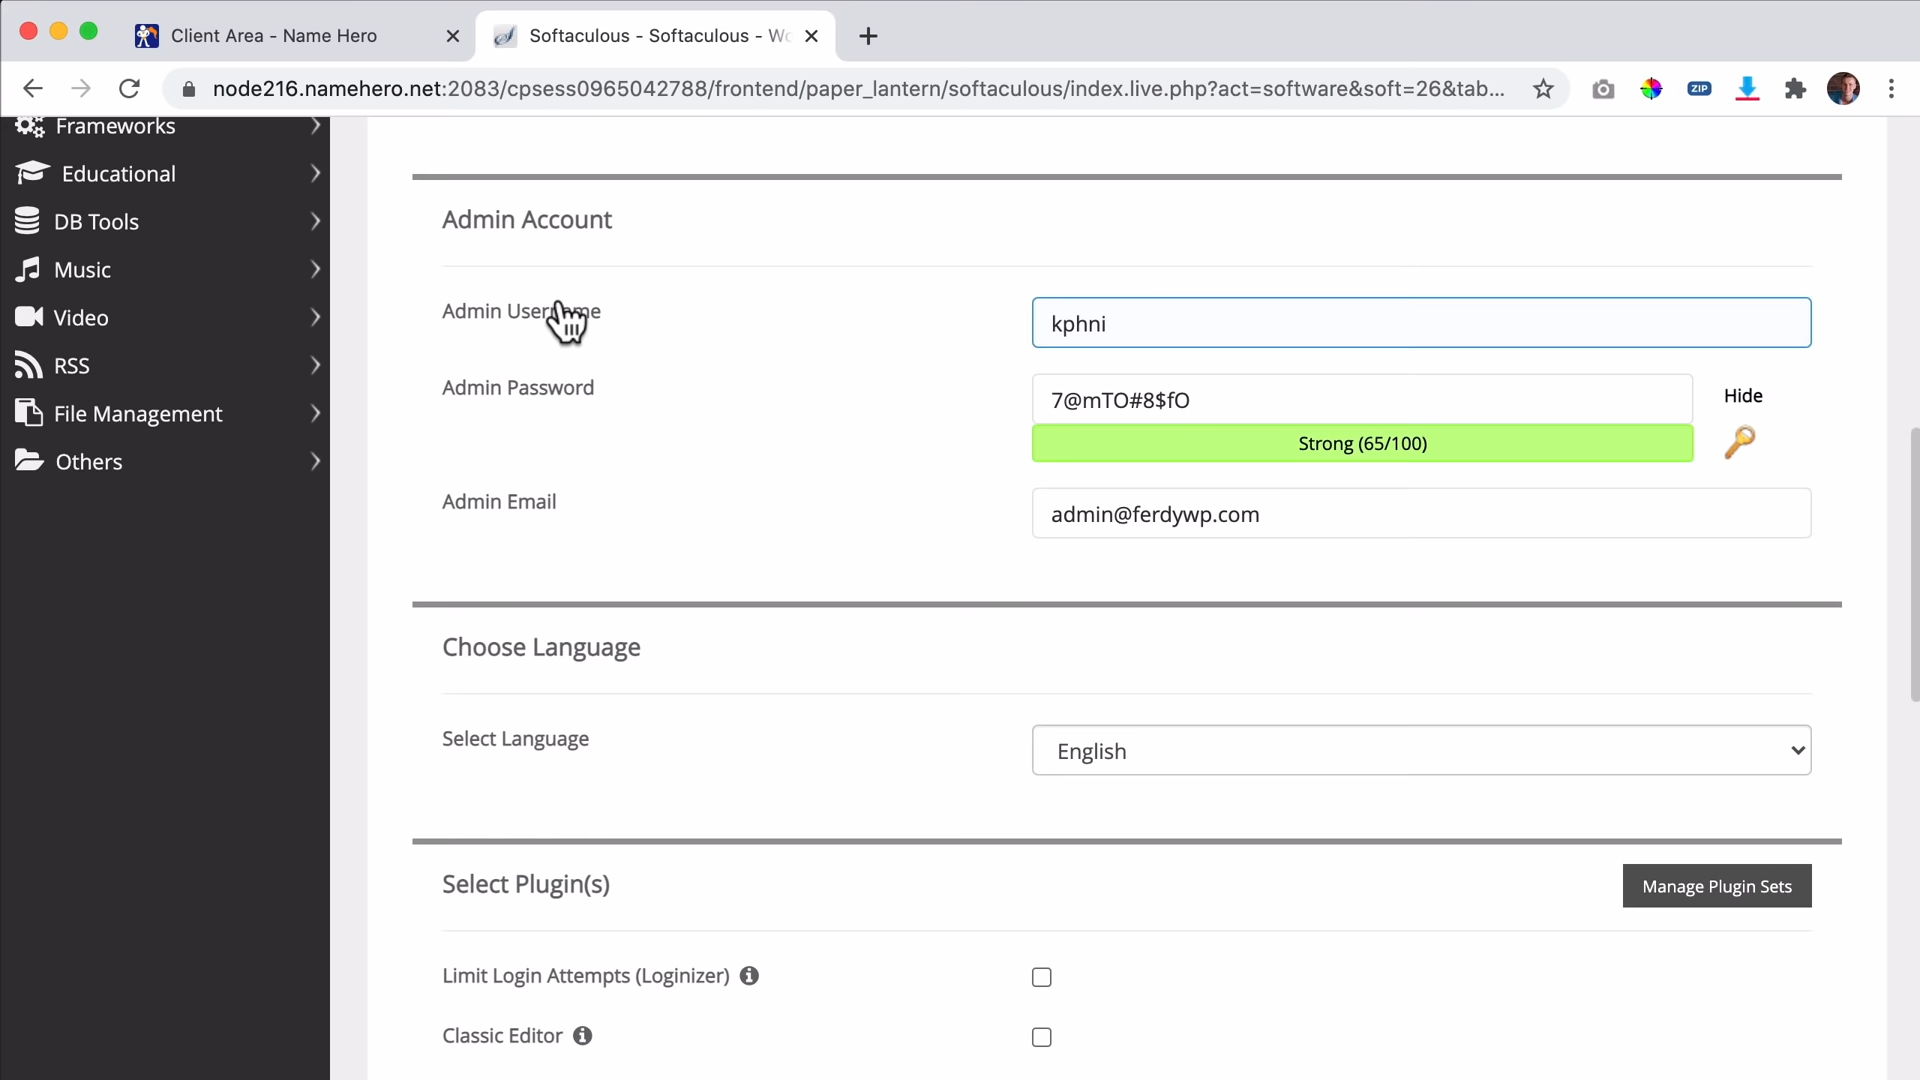 Client Area - Name Hero
Softaculous - Softaculous - Wo
node216.namehero.net:2083/cpsess0965042788/frontend/paper_lantern/softaculous/index.live.php?act=software&soft=26&tab...
ZIP
Frameworks
Educational
DB Tools
Music
Video
RSS
File Management
Others
Admin Account
Admin Username
kphni
Admin Password
7@mTO#8$fO
Hide
Strong (65/100)
Admin Email
admin@ferdywp.com
Choose Language
Select Language
English
Select Plugin(s)
Manage Plugin Sets
Limit Login Attempts (Loginizer)
Classic Editor